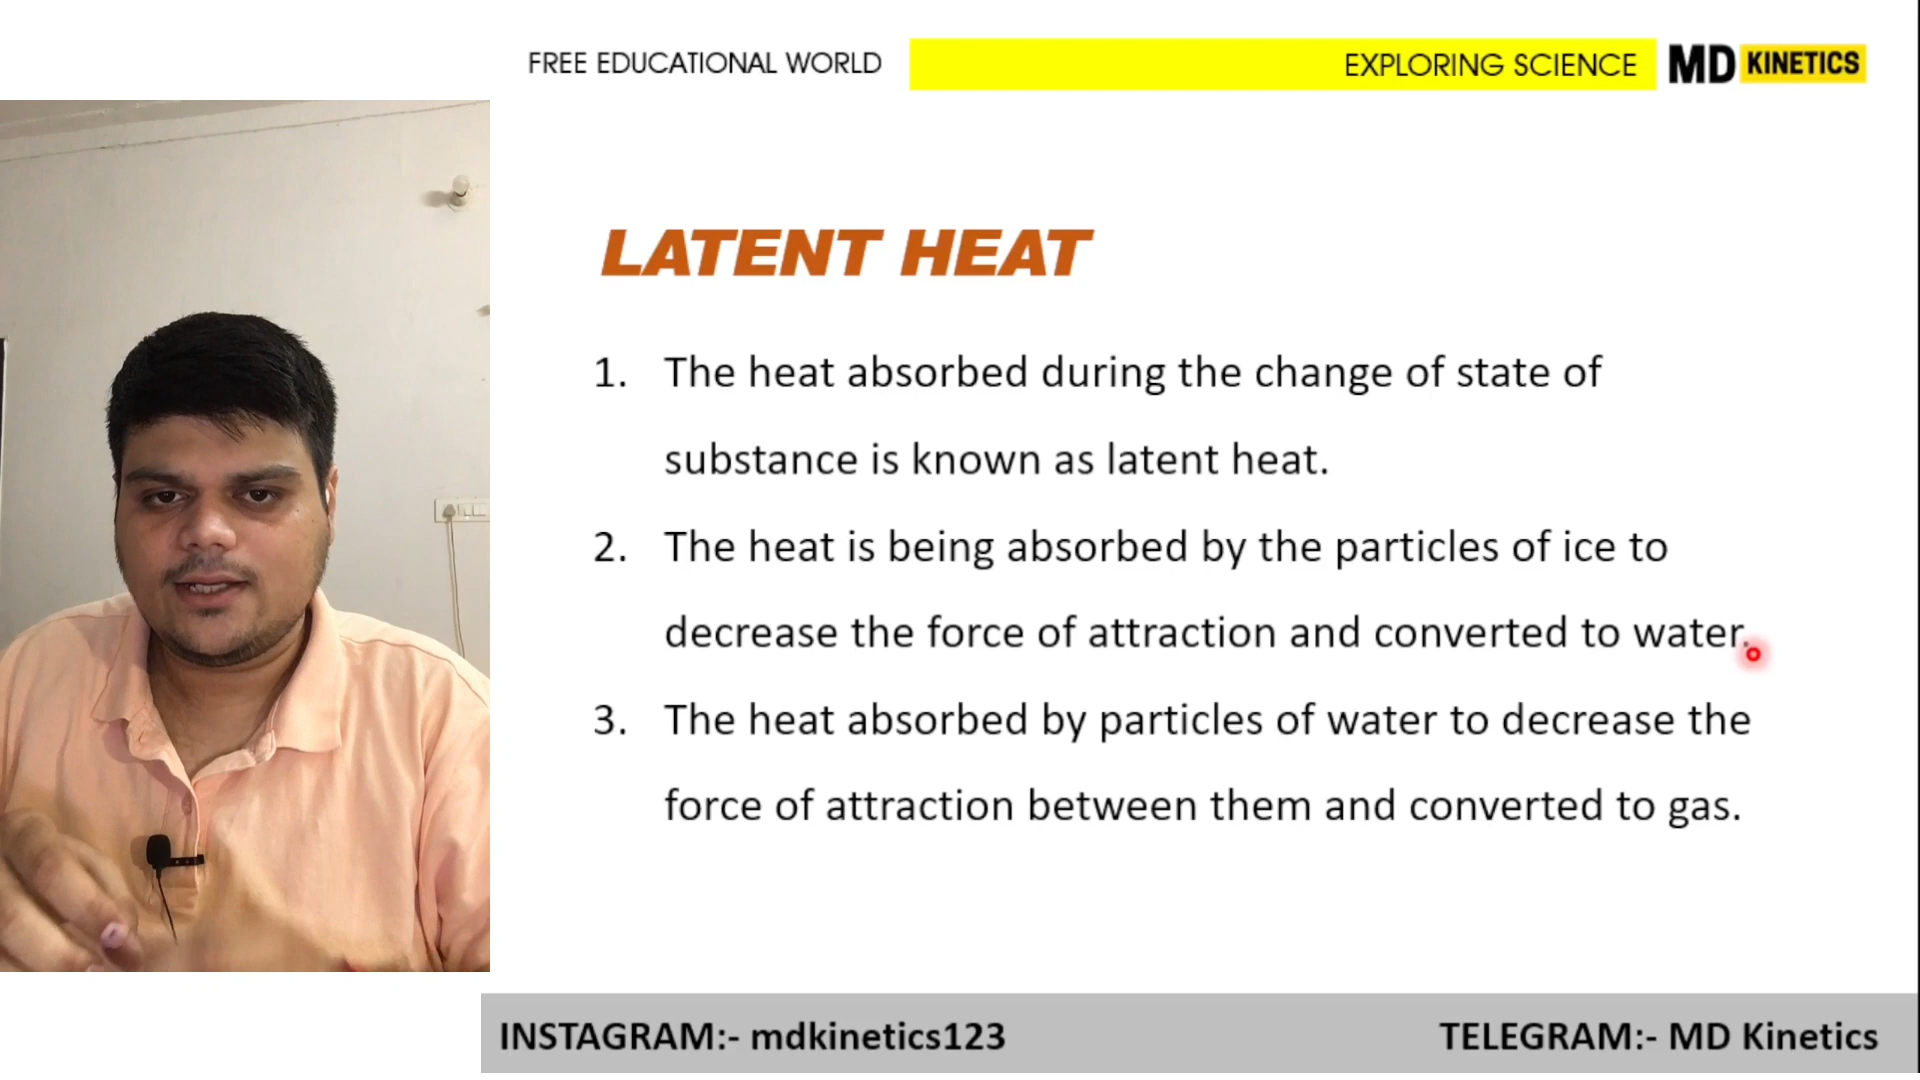 FREE EDUCATIONAL WORLD
EXPLORING SCIENCE
MD KINETICS
LATENT HEAT
1. The heat absorbed during the change of state of
substance is known as latent heat.
2. The heat is being absorbed by the particles of ice to
decrease the force of attraction and converted to water.
3. The heat absorbed by particles of water to decrease the
force of attraction between them and converted to gas.
INSTAGRAM:- mdkinetics123
TELEGRAM:- MD Kinetics